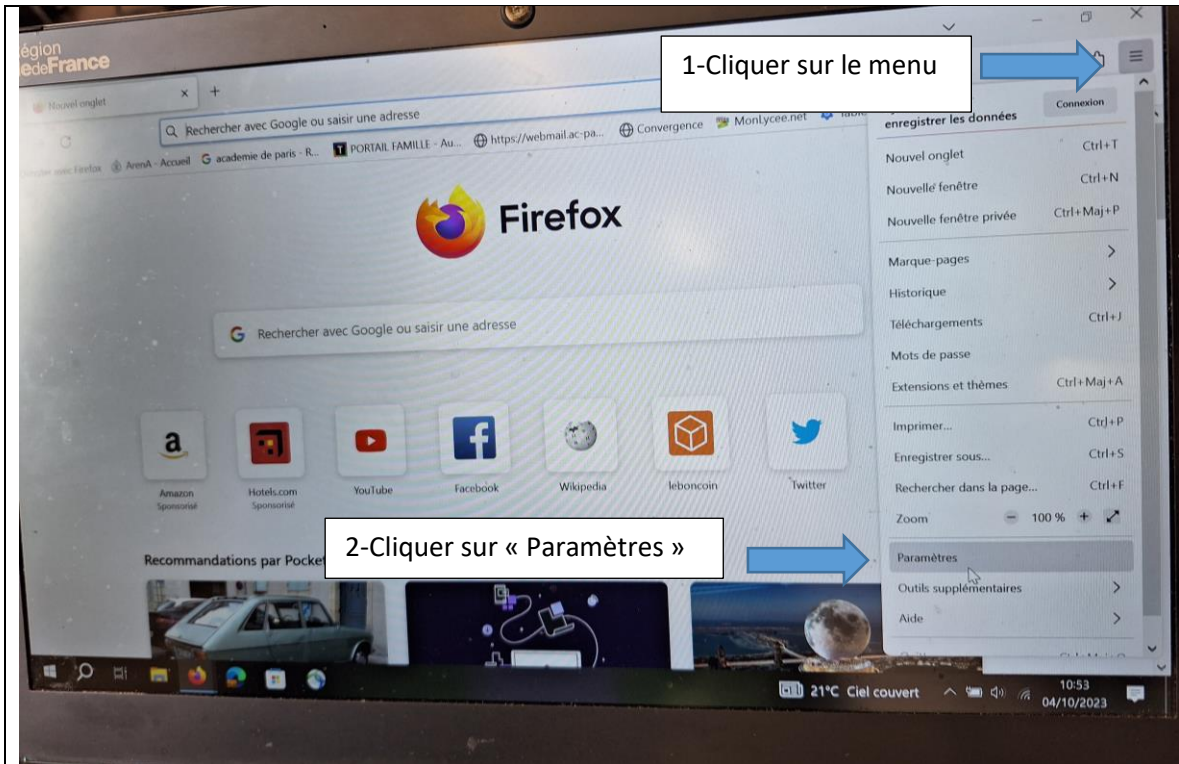 égion
edeFrance
1-Cliquer sur le menu
Nouvel onglet
Rechercher avec Google ou saisir une adresse
Connexion
enregistrer les données
avec Firefox
ArenA - Accueil
academie de paris - R...
PORTAIL FAMILLE - Au...
https://webmail.ac-pa...
Convergence
MonLycee.net
Firefox
Rechercher avec Google ou saisir une adresse
Nouvel onglet Ctrl+T
Nouvelle fenêtre Ctrl+N
Nouvelle fenêtre privée Ctrl+Maj+P
Marque-pages
Historique
Téléchargements Ctrl+J
Mots de passe
Extensions et thèmes Ctrl+Maj+A
Imprimer... Ctrl+P
Enregistrer sous... Ctrl+S
Rechercher dans la page... Ctrl+F
Zoom 100 %
Paramètres
Outils supplémentaires
Aide
Amazon
Sponsorisé
Hotels.com
Sponsorisé
YouTube
Facebook
Wikipedia
leboncoin
Twitter
2-Cliquer sur « Paramètres »
Recommandations par Pocket
21°C Ciel couvert
10:53
04/10/2023